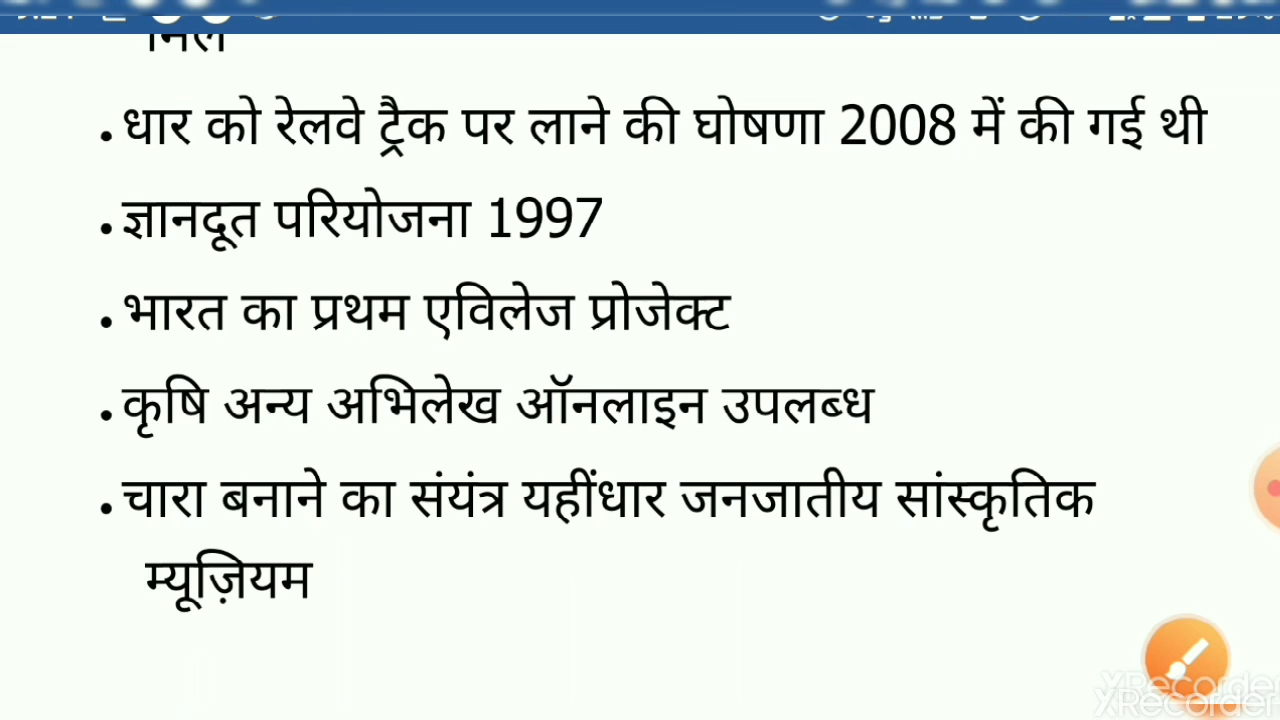 मिल
. धार को रेलवे ट्रैक पर लाने की घोषणा 2008 में की गई थी
. ज्ञानदूत परियोजना 1997
. भारत का प्रथम एविलेज प्रोजेक्ट
. कृषि अन्य अभिलेख ऑनलाइन उपलब्ध
. चारा बनाने का संयंत्र यहींधार जनजातीय सांस्कृतिक
म्यूज़ियम
XRecorder
XRecorder